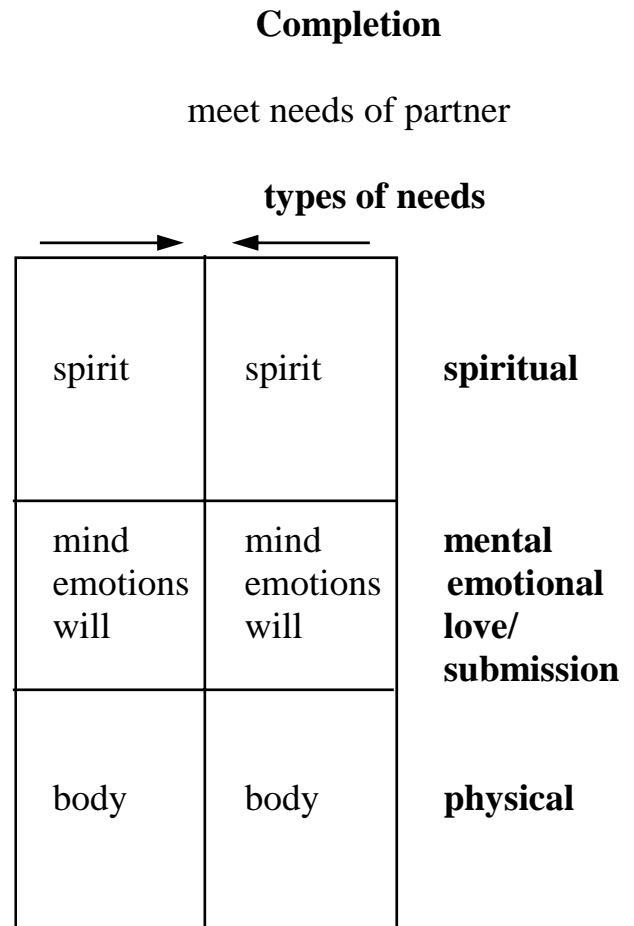 Completion
meet needs of partner
types of needs
spirit spirit spiritual
mind mind mental
emotions emotions emotional
will will love/
submission
body body physical